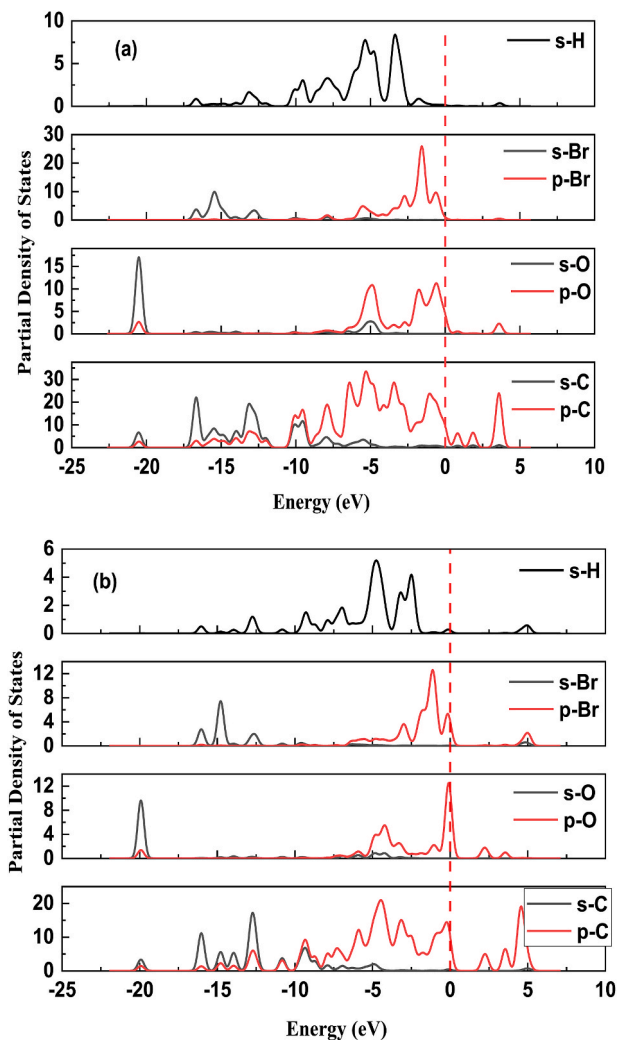 (a)
s-H
10
5
0
s-Br
p-Br
30
20
10
0
s-O
p-O
15
10
5
0
s-C
p-C
30
20
10
0
-25 -20 -15 -10 -5 0 5 10
Energy (eV)
Partial Density of States
(b)
s-H
6
4
2
0
s-Br
p-Br
12
8
4
0
s-O
p-O
12
8
4
0
s-C
p-C
20
10
0
-25 -20 -15 -10 -5 0 5 10
Energy (eV)
Partial Density of States